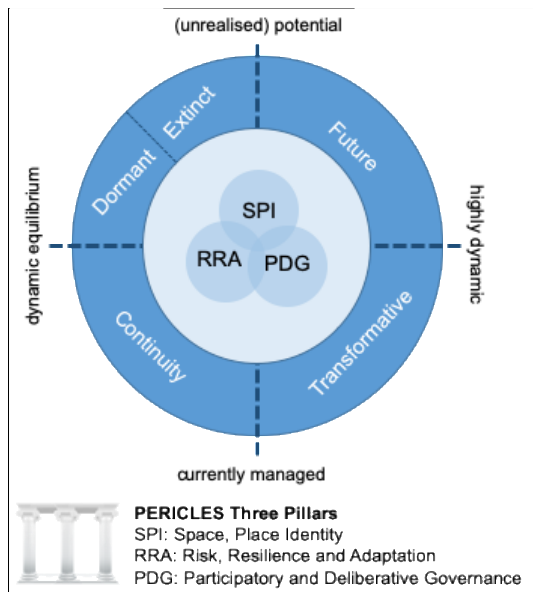 (unrealised) potential
Extinct
Dormant
Future
dynamic equilibrium
highly dynamic
SPI
RRA
PDG
Continuity
Transformative
currently managed
PERICLES Three Pillars
SPI: Space, Place Identity
RRA: Risk, Resilience and Adaptation
PDG: Participatory and Deliberative Governance